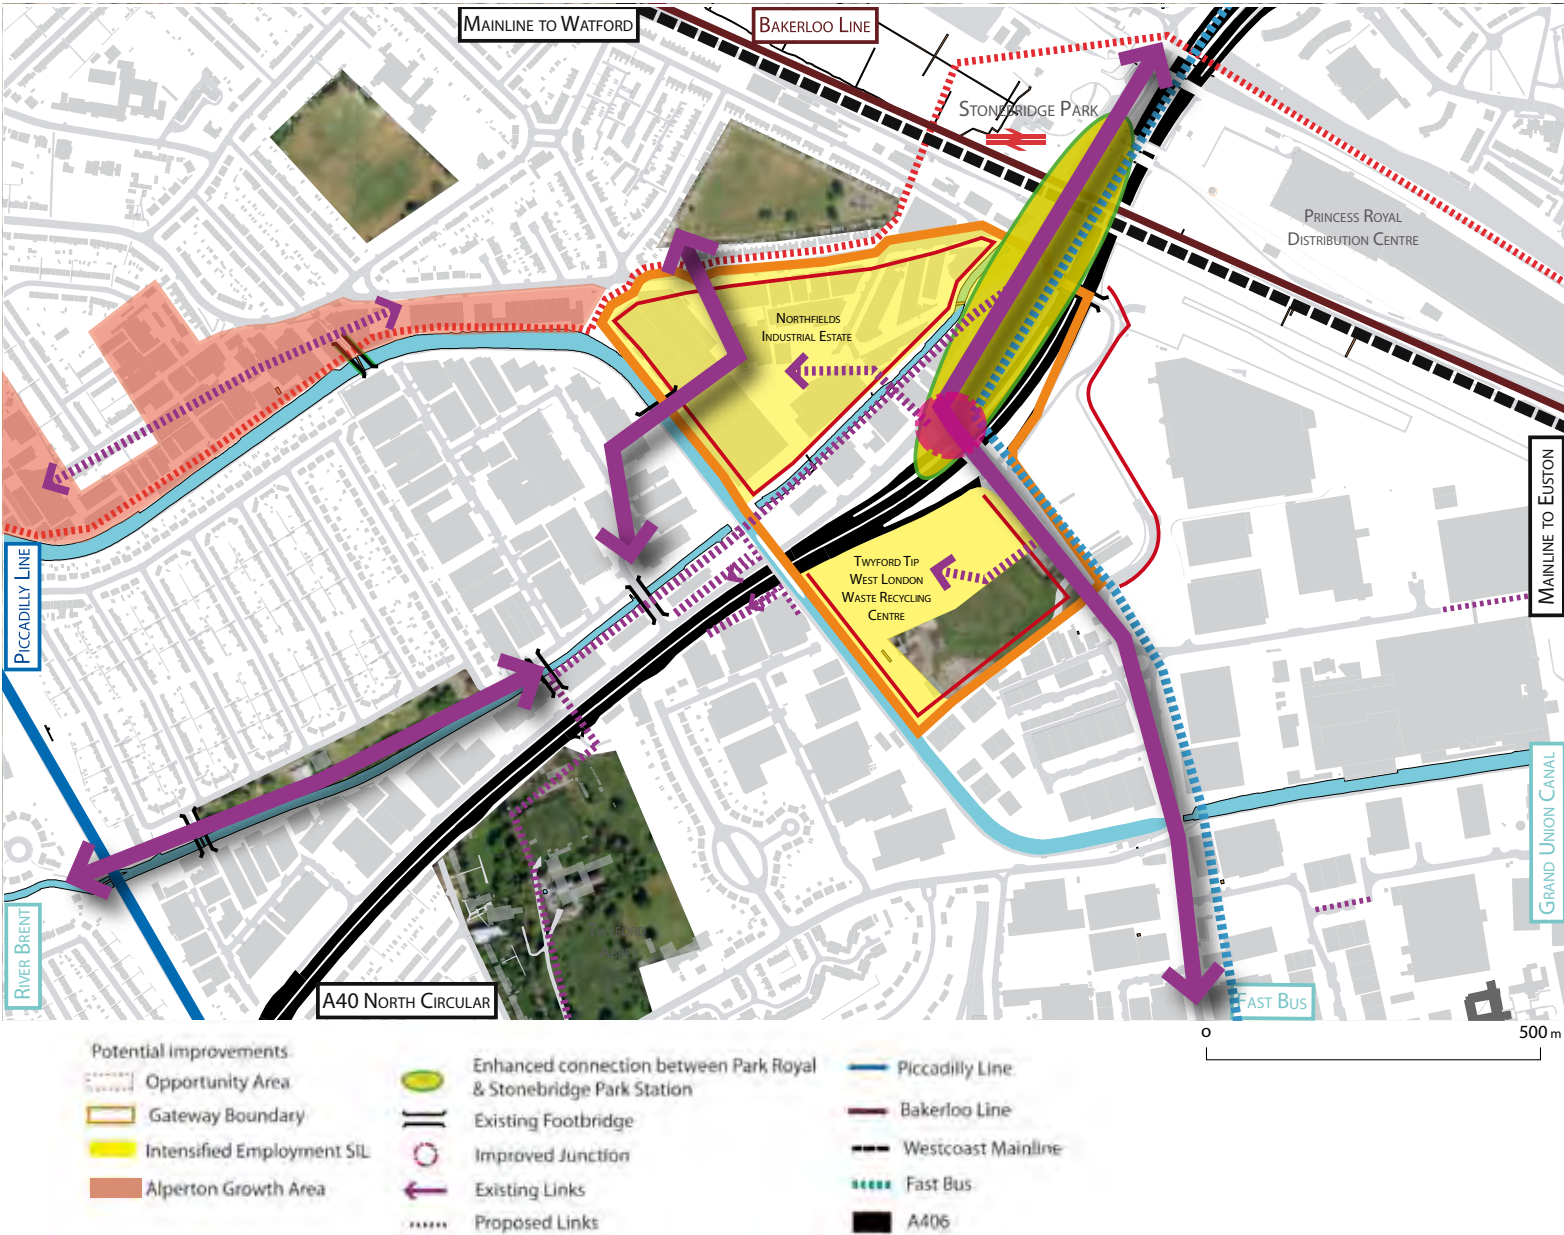 Mainline to Watford
Bakerloo Line
Stonebridge Park
Princess Royal
Distribution Centre
Northfields
Industrial Estate
Mainline to Euston
Twyford Tip
West London
Waste Recycling
Centre
Piccadilly Line
Grand Union Canal
River Brent
A40 North Circular
Fast Bus
0
500 m
Potential improvements
Opportunity Area
Gateway Boundary
Intensified Employment SIL
Alperton Growth Area
Enhanced connection between Park Royal
& Stonebridge Park Station
Existing Footbridge
Improved Junction
Existing Links
Proposed Links
Piccadilly Line
Bakerloo Line
Westcoast Mainline
Fast Bus
A406